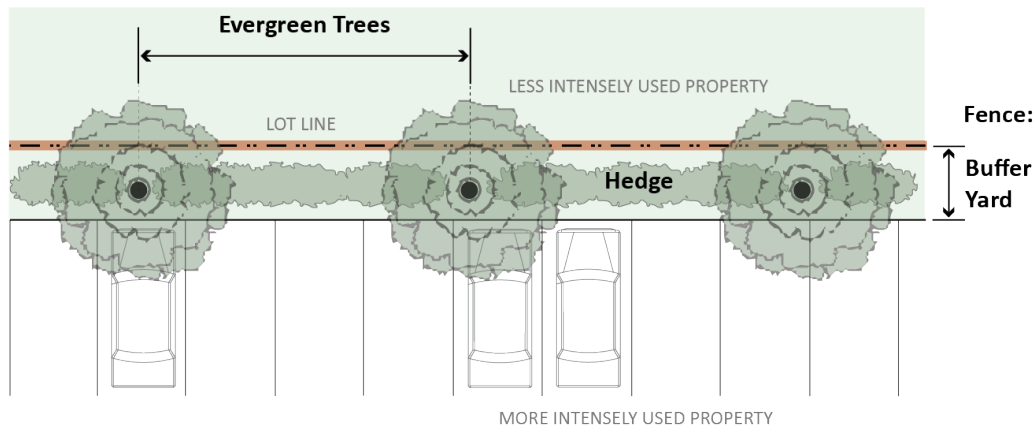 Evergreen Trees
LESS INTENSELY USED PROPERTY
LOT LINE
Fence:
Hedge
Buffer
Yard
MORE INTENSELY USED PROPERTY